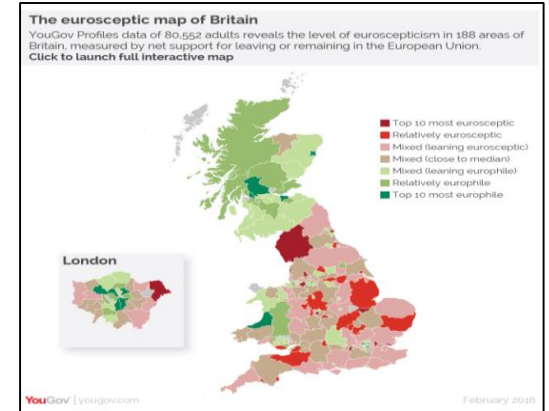 The eurosceptic map of Britain
YouGov Profiles data of 80,552 adults reveals the level of euroscepticism in 188 areas of
Britain, measured by net support for leaving or remaining in the European Union.
Click to launch full interactive map
Top 10 most eurosceptic
Relatively eurosceptic
Mixed (leaning eurosceptic)
Mixed (close to median)
Mixed (leaning europhile)
Relatively europhile
Top 10 most europhile
London
YouGov | yougov.com
February 2016